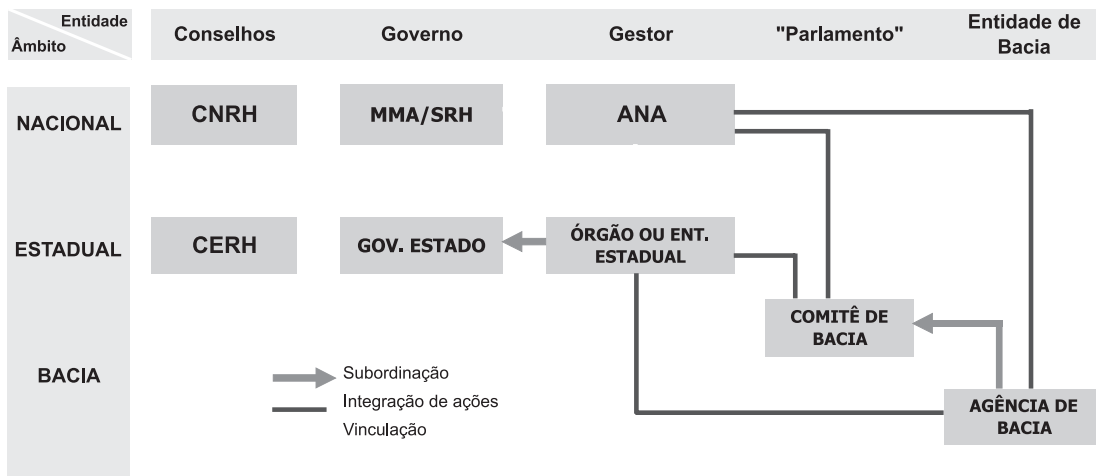 Entidade
Âmbito
Conselhos
Governo
Gestor
"Parlamento"
Entidade de
Bacia
NACIONAL
CNRH
MMA/SRH
ANA
ESTADUAL
CERH
GOV. ESTADO
ÓRGÃO OU ENT.
ESTADUAL
COMITÊ DE
BACIA
BACIA
Subordinação
Integração de ações
Vinculação
AGÊNCIA DE
BACIA